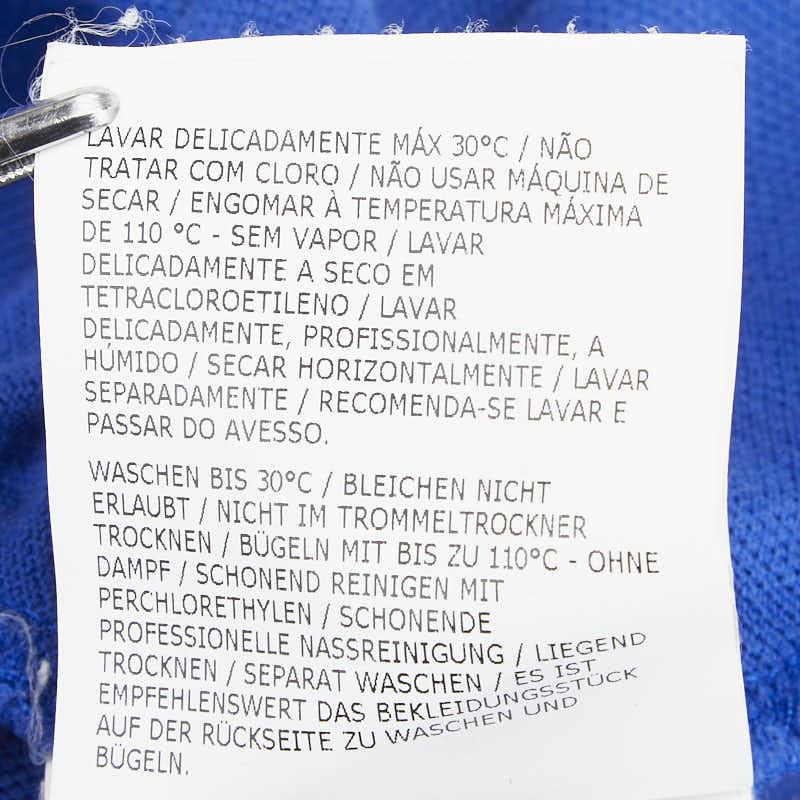 LAVAR DELICADAMENTE MÁX 30°C / NÃO
TRATAR COM CLORO / NÃO USAR MÁQUINA DE
SECAR / ENGOMAR À TEMPERATURA MÁXIMA
DE 110 °C - SEM VAPOR / LAVAR
DELICADAMENTE A SECO EM
TETRACLOROETILENO / LAVAR
DELICADAMENTE, PROFISSIONALMENTE, A
HÚMIDO / SECAR HORIZONTALMENTE / LAVAR
SEPARADAMENTE / RECOMENDA-SE LAVAR E
PASSAR DO AVESSO.
WASCHEN BIS 30°C / BLEICHEN NICHT
ERLAUBT / NICHT IM TROMMELTROCKNER
TROCKNEN / BÜGELN MIT BIS ZU 110°C - OHNE
DAMPF / SCHONEND REINIGEN MIT
PERCHLORETHYLEN / SCHONENDE
PROFESSIONELLE NASSREINIGUNG / LIEGEND
TROCKNEN / SEPARAT WASCHEN / ES IST
EMPFEHLENSWERT DAS BEKLEIDUNGSSTÜCK
AUF DER RÜCKSEITE ZU WASCHEN UND
BÜGELN.